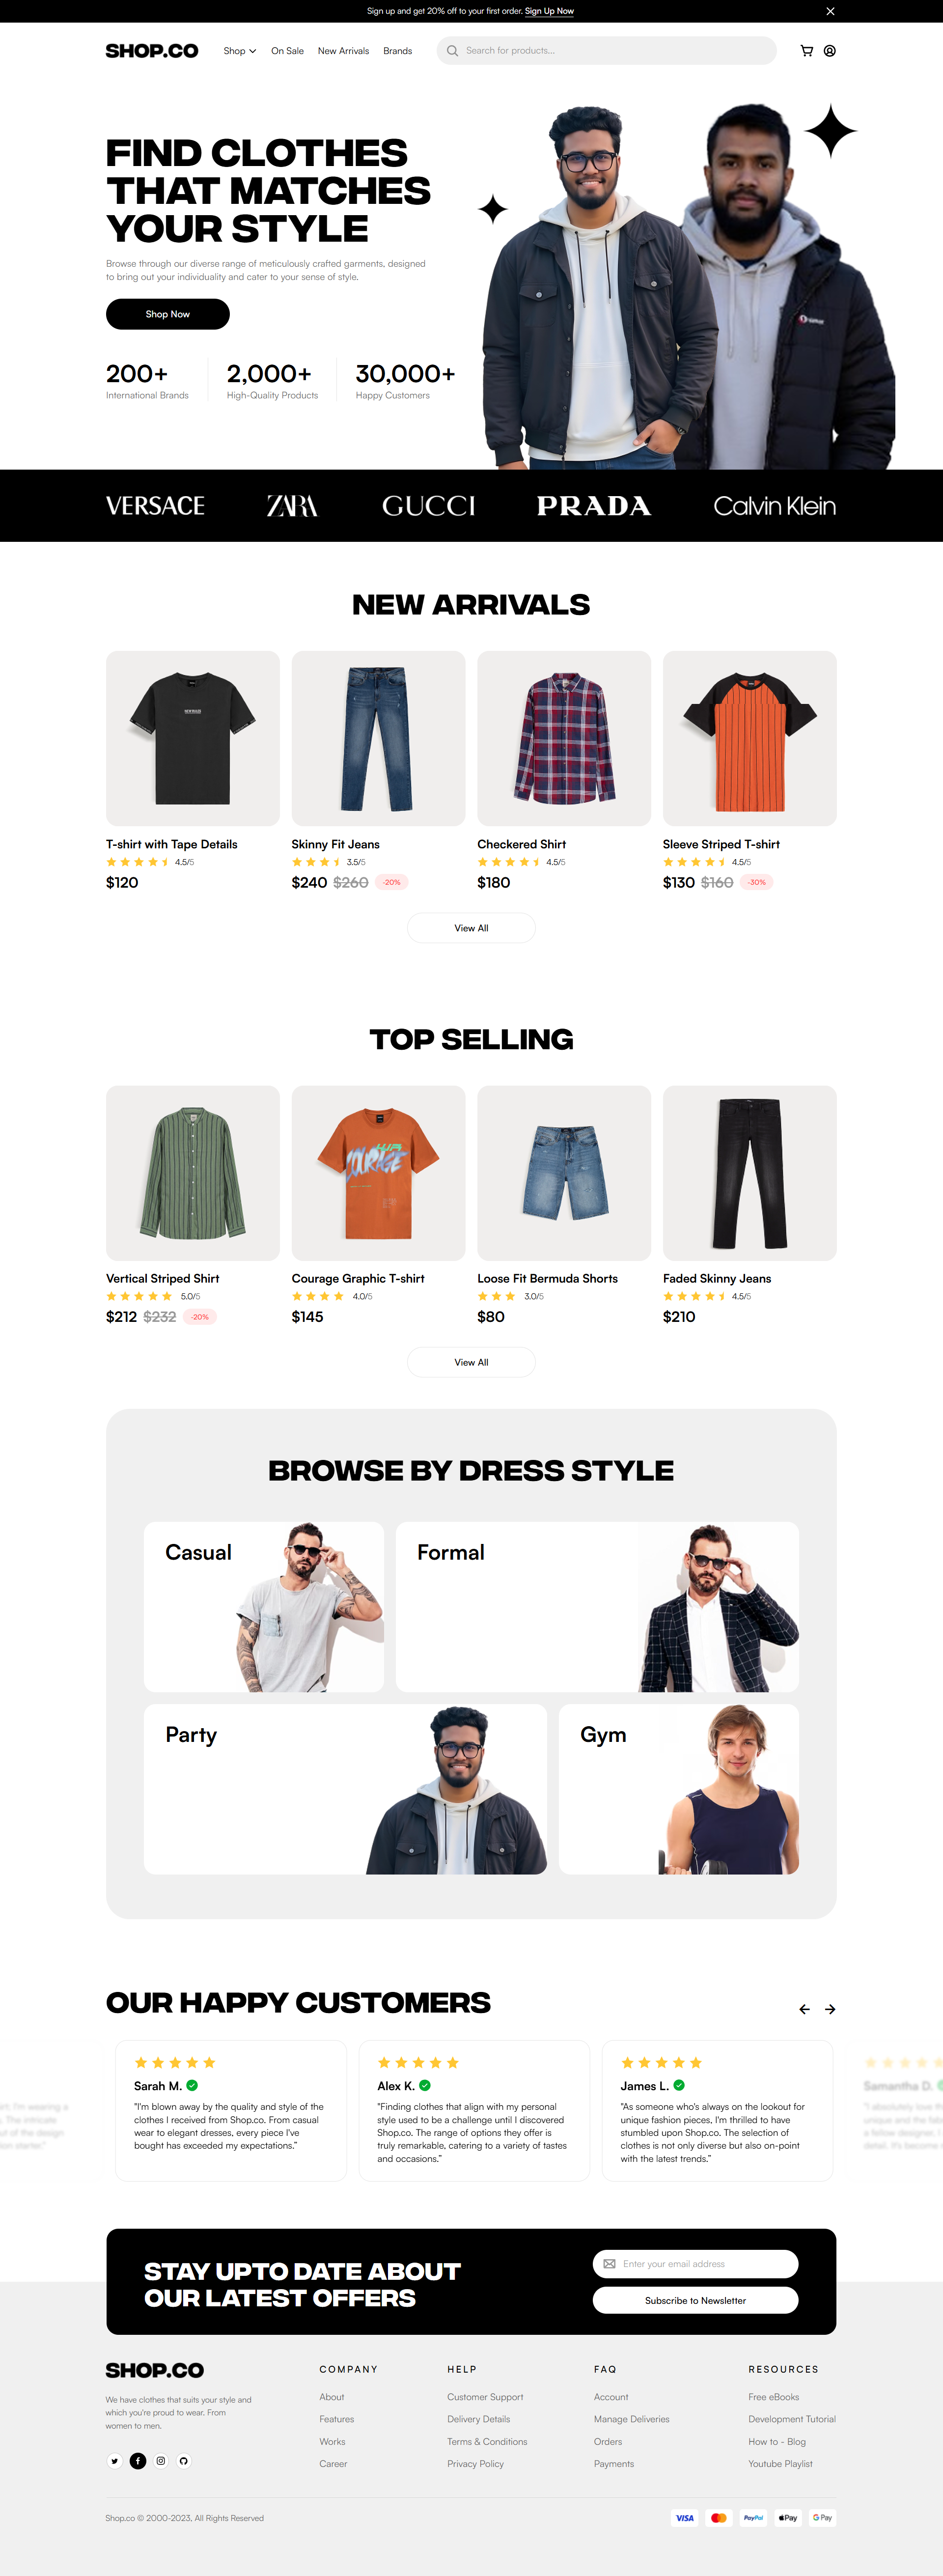 Sign up and get 20% off to your first order. Sign Up Now
SHOP.CO
Shop
On Sale
New Arrivals
Brands
Search for products...
FIND CLOTHES
THAT MATCHES
YOUR STYLE
Browse through our diverse range of meticulously crafted garments, designed
to bring out your individuality and cater to your sense of style.
Shop Now
200+
International Brands
2,000+
High-Quality Products
30,000+
Happy Customers
VERSACE
ZARA
GUCCI
PRADA
Calvin Klein
NEW ARRIVALS
T-shirt with Tape Details
4.5/5
$120
Skinny Fit Jeans
3.5/5
$240 $260 -20%
Checkered Shirt
4.5/5
$180
Sleeve Striped T-shirt
4.5/5
$130 $160 -30%
View All
TOP SELLING
COURAGE
Vertical Striped Shirt
5.0/5
$212 $232 -20%
Courage Graphic T-shirt
4.0/5
$145
Loose Fit Bermuda Shorts
3.0/5
$80
Faded Skinny Jeans
4.5/5
$210
View All
BROWSE BY DRESS STYLE
Casual
Formal
Party
Gym
OUR HAPPY CUSTOMERS
Sarah M.
"I'm blown away by the quality and style of the
clothes I received from Shop.co. From casual
wear to elegant dresses, every piece I've
bought has exceeded my expectations."
Alex K.
"Finding clothes that align with my personal
style used to be a challenge until I discovered
Shop.co. The range of options they offer is
truly remarkable, catering to a variety of tastes
and occasions."
James L.
"As someone who's always on the lookout for
unique fashion pieces, I'm thrilled to have
stumbled upon Shop.co. The selection of
clothes is not only diverse but also on-point
with the latest trends."
Samantha D.
STAY UPTO DATE ABOUT
OUR LATEST OFFERS
Enter your email address
Subscribe to Newsletter
SHOP.CO
We have clothes that suits your style and
which you're proud to wear. From
women to men.
COMPANY
About
Features
Works
Career
HELP
Customer Support
Delivery Details
Terms & Conditions
Privacy Policy
FAQ
Account
Manage Deliveries
Orders
Payments
RESOURCES
Free eBooks
Development Tutorial
How to - Blog
Youtube Playlist
Shop.co © 2000-2023, All Rights Reserved
VISA
PayPal
Pay
G Pay